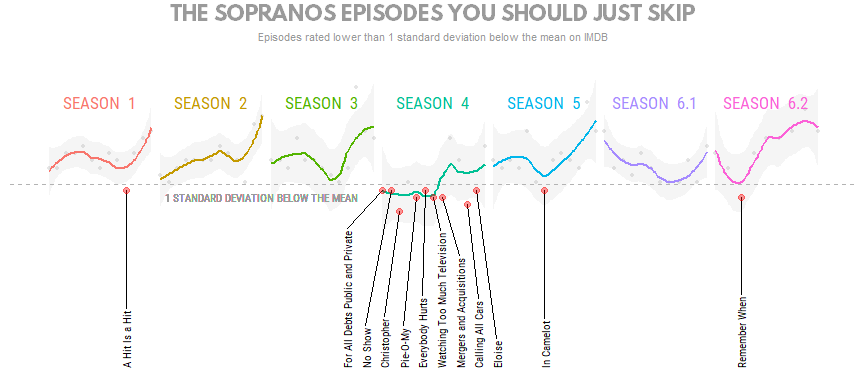 THE SOPRANOS EPISODES YOU SHOULD JUST SKIP
Episodes rated lower than 1 standard deviation below the mean on IMDB
SEASON 1
SEASON 2
SEASON 3
SEASON 4
SEASON 5
SEASON 6.1
SEASON 6.2
1 STANDARD DEVIATION BELOW THE MEAN
A Hit Is a Hit
For All Debts Public and Private
No Show
Christopher
Pie-O-My
Everybody Hurts
Watching Too Much Television
Mergers and Acquisitions
Calling All Cars
Eloise
In Camelot
Remember When